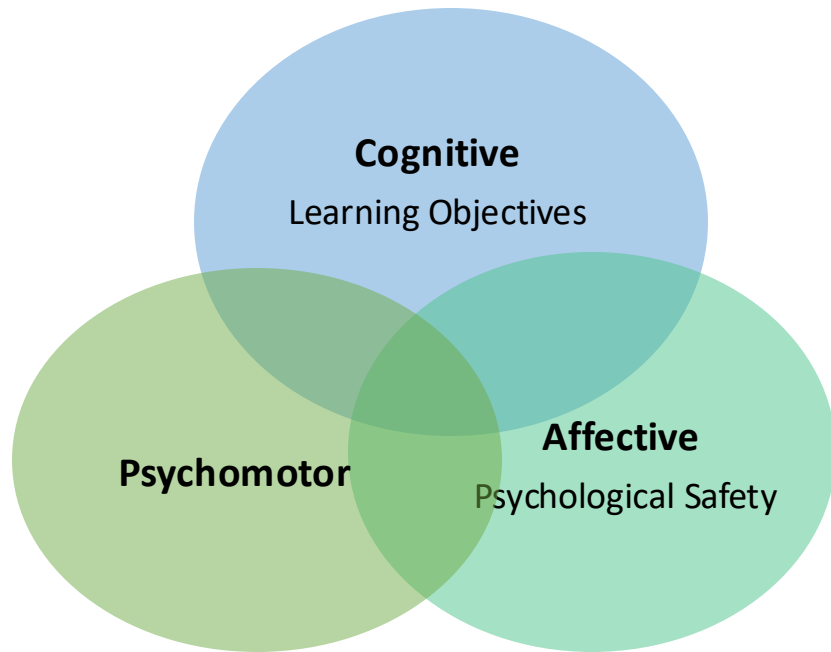 Cognitive
Learning Objectives
Psychomotor
Affective
Psychological Safety